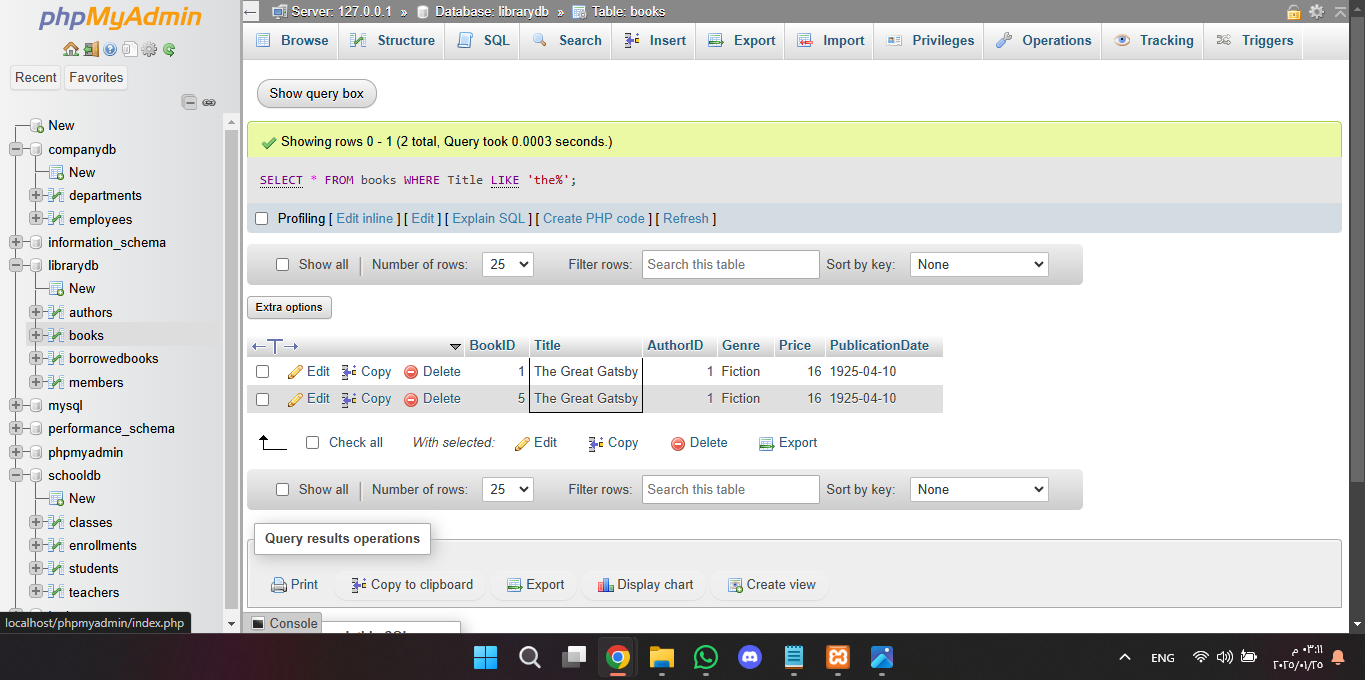 phpMyAdmin
Recent Favorites
New
companydb
New
departments
employees
information_schema
librarydb
New
authors
books
borrowedbooks
members
mysql
performance_schema
phpmyadmin
schooldb
New
classes
enrollments
students
teachers
localhost/phpmyadmin/index.php
Server: 127.0.0.1 » Database: librarydb » Table: books
Browse Structure SQL Search Insert Export Import Privileges Operations Tracking Triggers
Show query box
Showing rows 0 - 1 (2 total, Query took 0.0003 seconds.)
SELECT * FROM books WHERE Title LIKE 'the%';
Profiling [ Edit inline ] [ Edit ] [ Explain SQL ] [ Create PHP code ] [ Refresh ]
Show all Number of rows: 25 Filter rows: Search this table Sort by key: None
Extra options
←T→ BookID Title AuthorID Genre Price PublicationDate
Edit Copy Delete 1 The Great Gatsby 1 Fiction 16 1925-04-10
Edit Copy Delete 5 The Great Gatsby 1 Fiction 16 1925-04-10
Check all With selected: Edit Copy Delete Export
Show all Number of rows: 25 Filter rows: Search this table Sort by key: None
Query results operations
Print Copy to clipboard Export Display chart Create view
Console
ENG
٠٣:١١ م
٢٠٢٥/٠١/٢٥